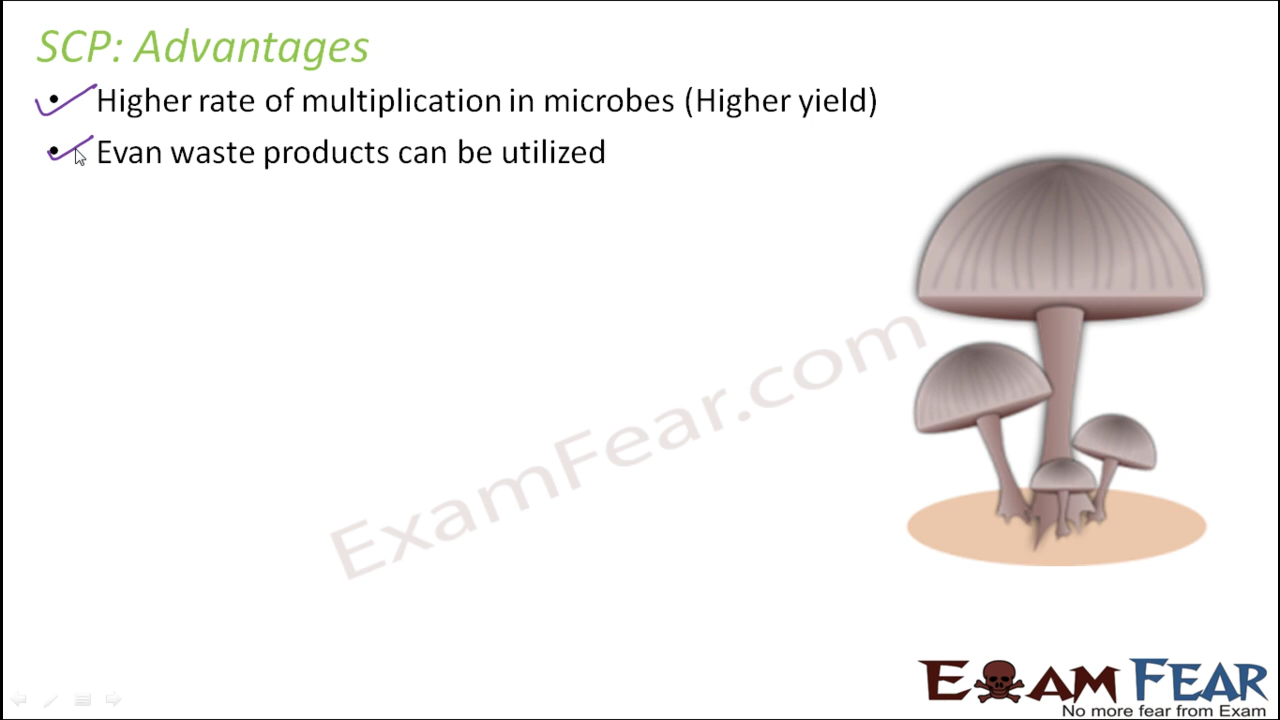 SCP: Advantages
• Higher rate of multiplication in microbes (Higher yield)
• Evan waste products can be utilized
ExamFear.com
EXAM FEAR
No more fear from Exam